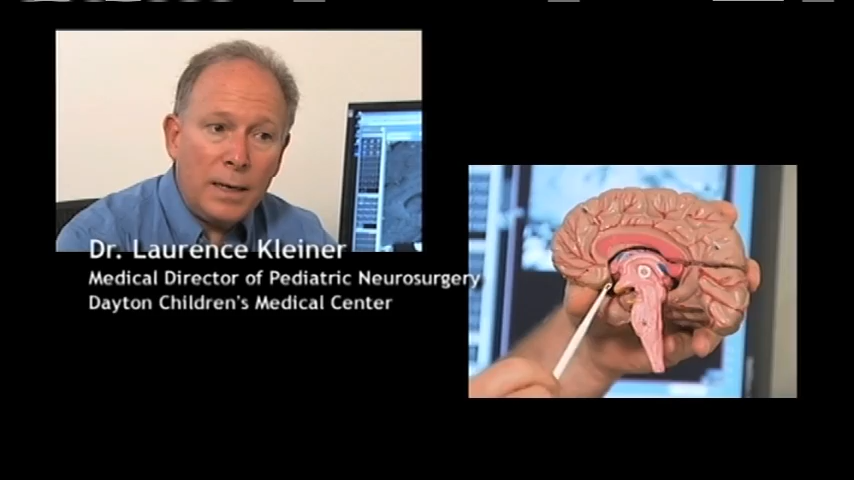 Dr. Laurence Kleiner
Medical Director of Pediatric Neurosurgery
Dayton Children's Medical Center